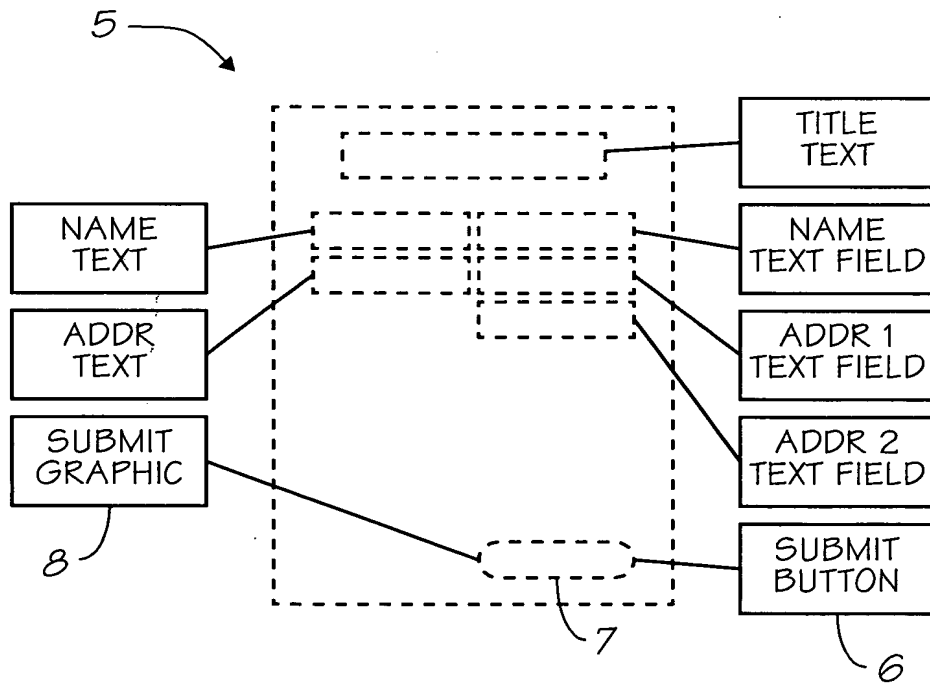 5
TITLE
TEXT
NAME
TEXT
NAME
TEXT FIELD
ADDR
TEXT
ADDR 1
TEXT FIELD
SUBMIT
GRAPHIC
ADDR 2
TEXT FIELD
8
SUBMIT
BUTTON
7
6